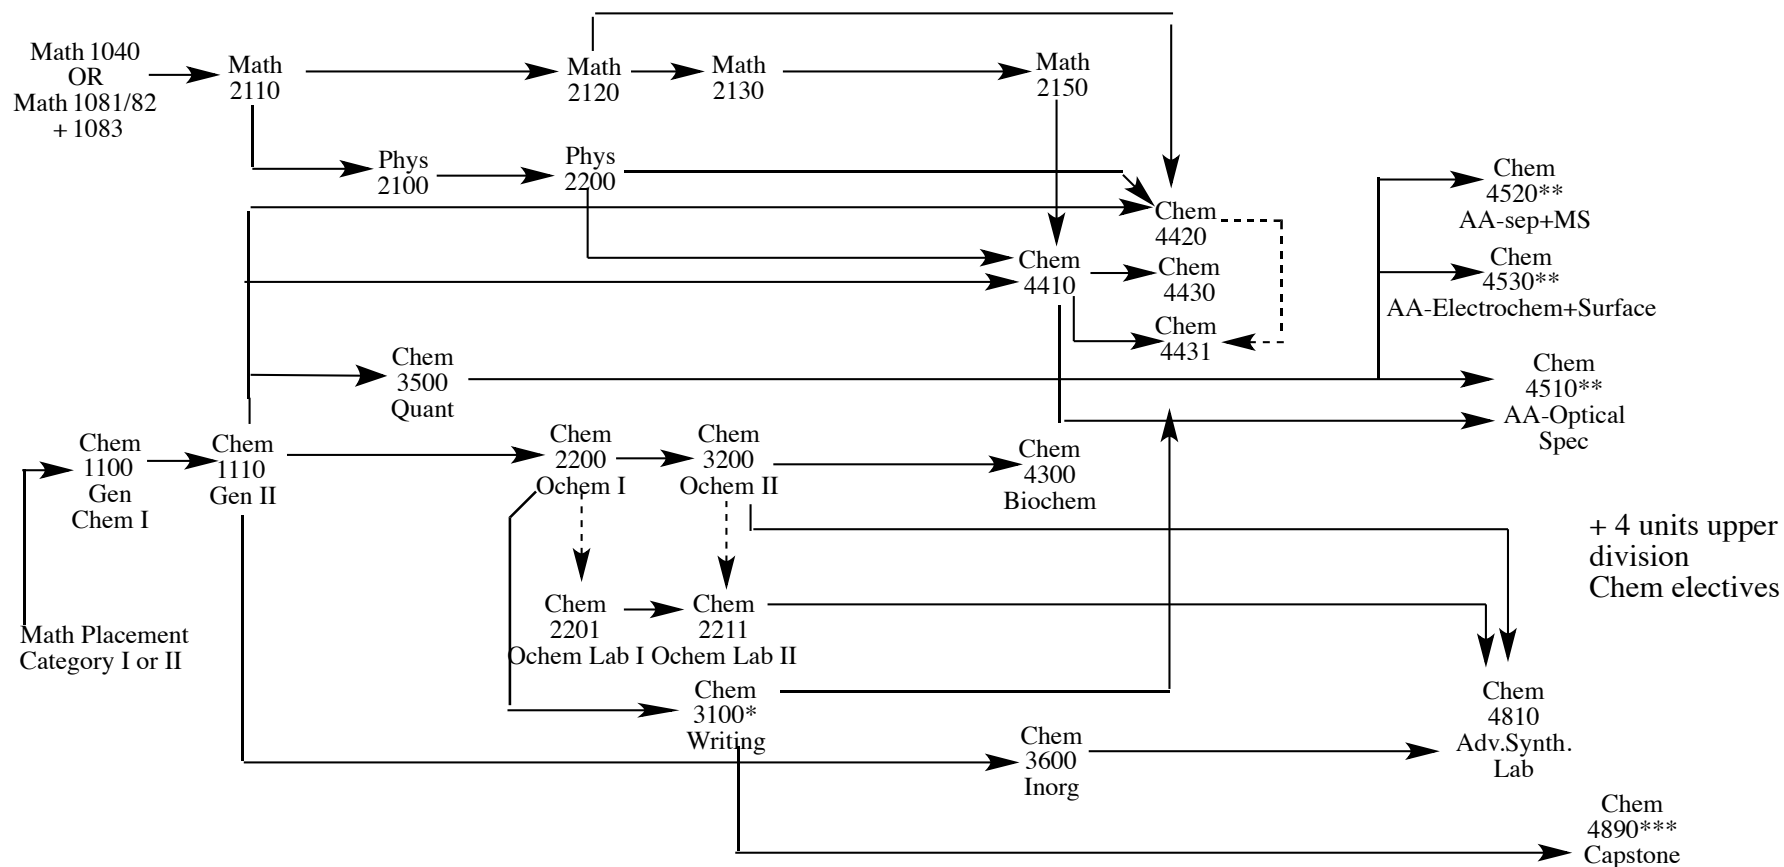 Math 1040
OR
Math 1081/82
+ 1083
Math
2110
Math
2120
Math
2130
Math
2150
Phys
2100
Phys
2200
Chem
4420
Chem
4410
Chem
4430
Chem
4431
Chem
4520**
AA-sep+MS
Chem
4530**
AA-Electrochem+Surface
Chem
4510**
AA-Optical
Spec
Chem
3500
Quant
Chem
1100
Gen
Chem I
Chem
1110
Gen II
Chem
2200
Ochem I
Chem
3200
Ochem II
Chem
4300
Biochem
+ 4 units upper
division
Chem electives
Math Placement
Category I or II
Chem
2201
Ochem Lab I
Chem
2211
Ochem Lab II
Chem
3100*
Writing
Chem
3600
Inorg
Chem
4810
Adv.Synth.
Lab
Chem
4890***
Capstone